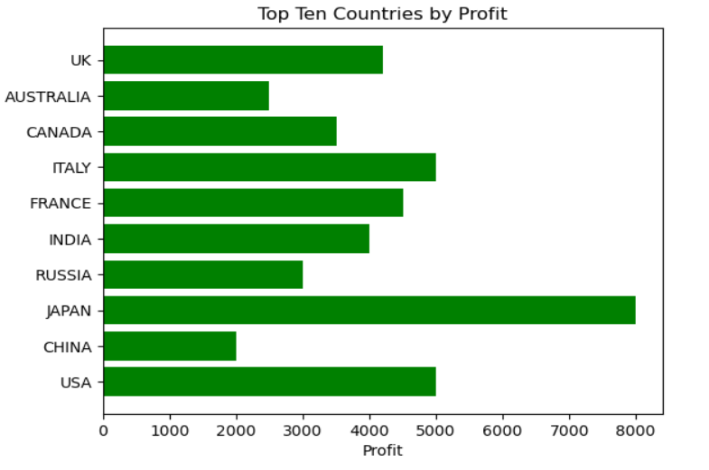 Top Ten Countries by Profit
UK
AUSTRALIA
CANADA
ITALY
FRANCE
INDIA
RUSSIA
JAPAN
CHINA
USA
0 1000 2000 3000 4000 5000 6000 7000 8000
Profit